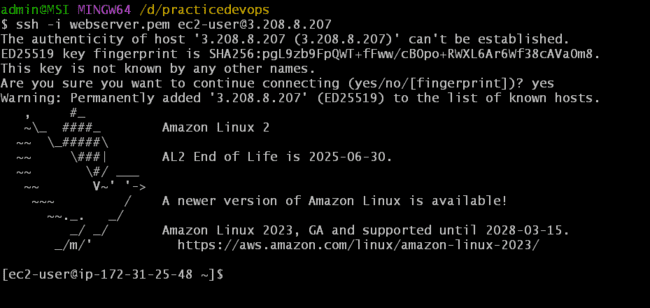 admin@MSI MINGW64 /d/practicedevops
$ ssh -i webserver.pem ec2-user@3.208.8.207
The authenticity of host '3.208.8.207 (3.208.8.207)' can't be established.
ED25519 key fingerprint is SHA256:pgL9zb9FpQWT+fFww/cBOpo+RWXL6Ar6Wf38cAVaOm8.
This key is not known by any other names.
Are you sure you want to continue connecting (yes/no/[fingerprint])? yes
Warning: Permanently added '3.208.8.207' (ED25519) to the list of known hosts.
   ,     #_
   ~\_  ####_        Amazon Linux 2
  ~~  \_#####\
  ~~     \###|       AL2 End of Life is 2025-06-30.
  ~~       \#/ ___
   ~~       V~' '->
    ~~~         /    A newer version of Amazon Linux is available!
      ~~._.   _/
         _/ _/       Amazon Linux 2023, GA and supported until 2028-03-15.
       _/m/'           https://aws.amazon.com/linux/amazon-linux-2023/
[ec2-user@ip-172-31-25-48 ~]$